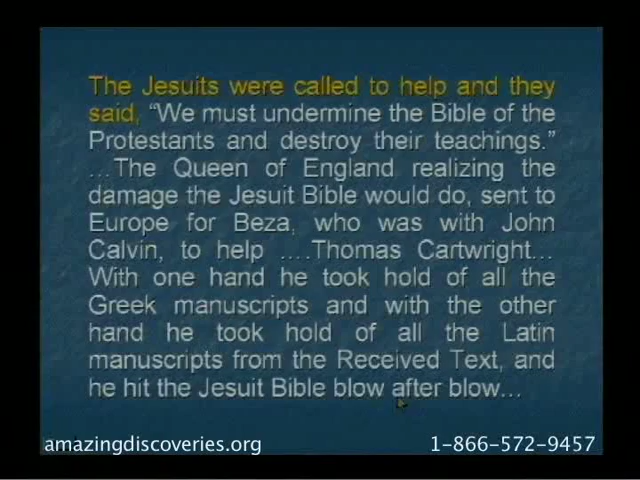 The Jesuits were called to help and they
said, “We must undermine the Bible of the
Protestants and destroy their teachings.”
…The Queen of England realizing the
damage the Jesuit Bible would do, sent to
Europe for Beza, who was with John
Calvin, to help ….Thomas Cartwright…
With one hand he took hold of all the
Greek manuscripts and with the other
hand he took hold of all the Latin
manuscripts from the Received Text, and
he hit the Jesuit Bible blow after blow…
amazingdiscoveries.org 1-866-572-9457